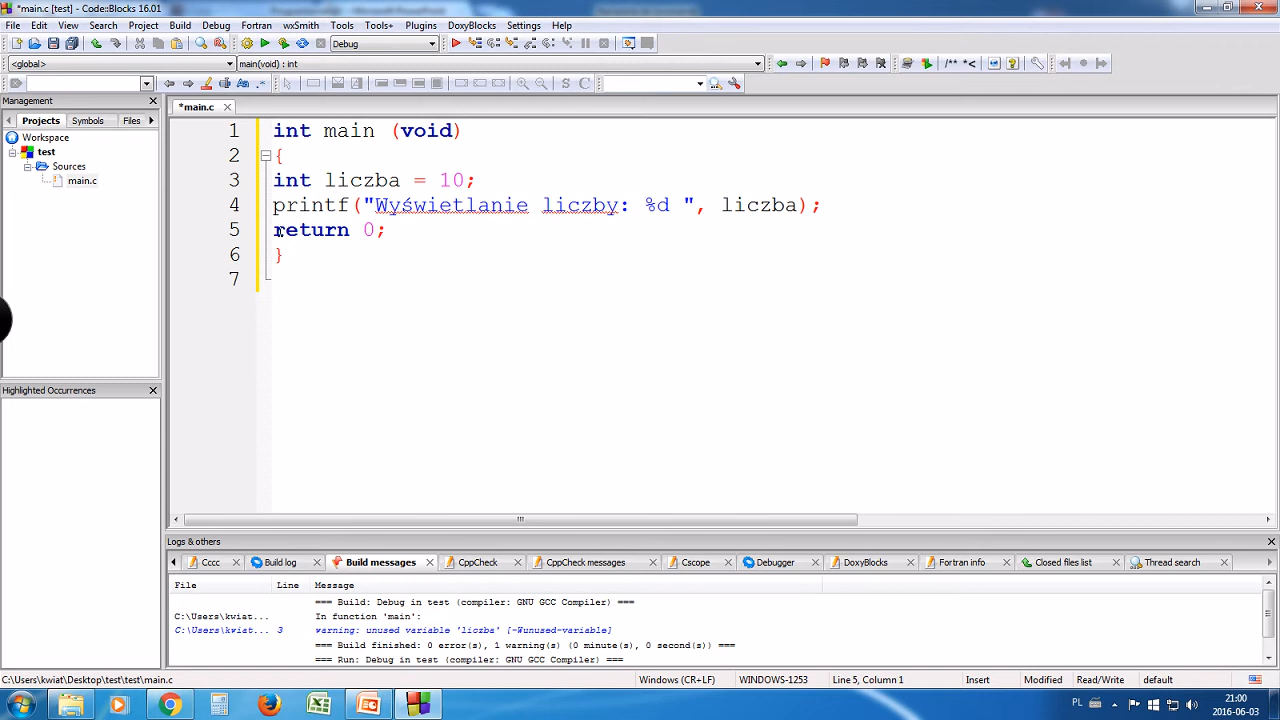 *main.c [test] - Code::Blocks 16.01
File Edit View Search Project Build Debug Fortran wxSmith Tools Tools+ Plugins DoxyBlocks Settings Help
Debug
<global> main(void) : int /** *<
Aa .* S C
Management
Projects Symbols Files
Workspace
test
Sources
main.c
Highlighted Occurrences
*main.c
1 int main (void)
2 {
3 int liczba = 10;
4 printf("Wyświetlanie liczby: %d ", liczba);
5 return 0;
6 }
7
Logs & others
Cccc Build log Build messages CppCheck CppCheck messages Cscope Debugger DoxyBlocks Fortran info Closed files list Thread search
File Line Message
=== Build: Debug in test (compiler: GNU GCC Compiler) ===
C:\Users\kwiat... In function 'main':
C:\Users\kwiat... 3 warning: unused variable 'liczba' [-Wunused-variable]
=== Build finished: 0 error(s), 1 warning(s) (0 minute(s), 0 second(s)) ===
=== Run: Debug in test (compiler: GNU GCC Compiler) ===
C:\Users\kwiat\Desktop\test\test\main.c Windows (CR+LF) WINDOWS-1253 Line 5, Column 1 Insert Modified Read/Write default
PL 21:00
2016-06-03